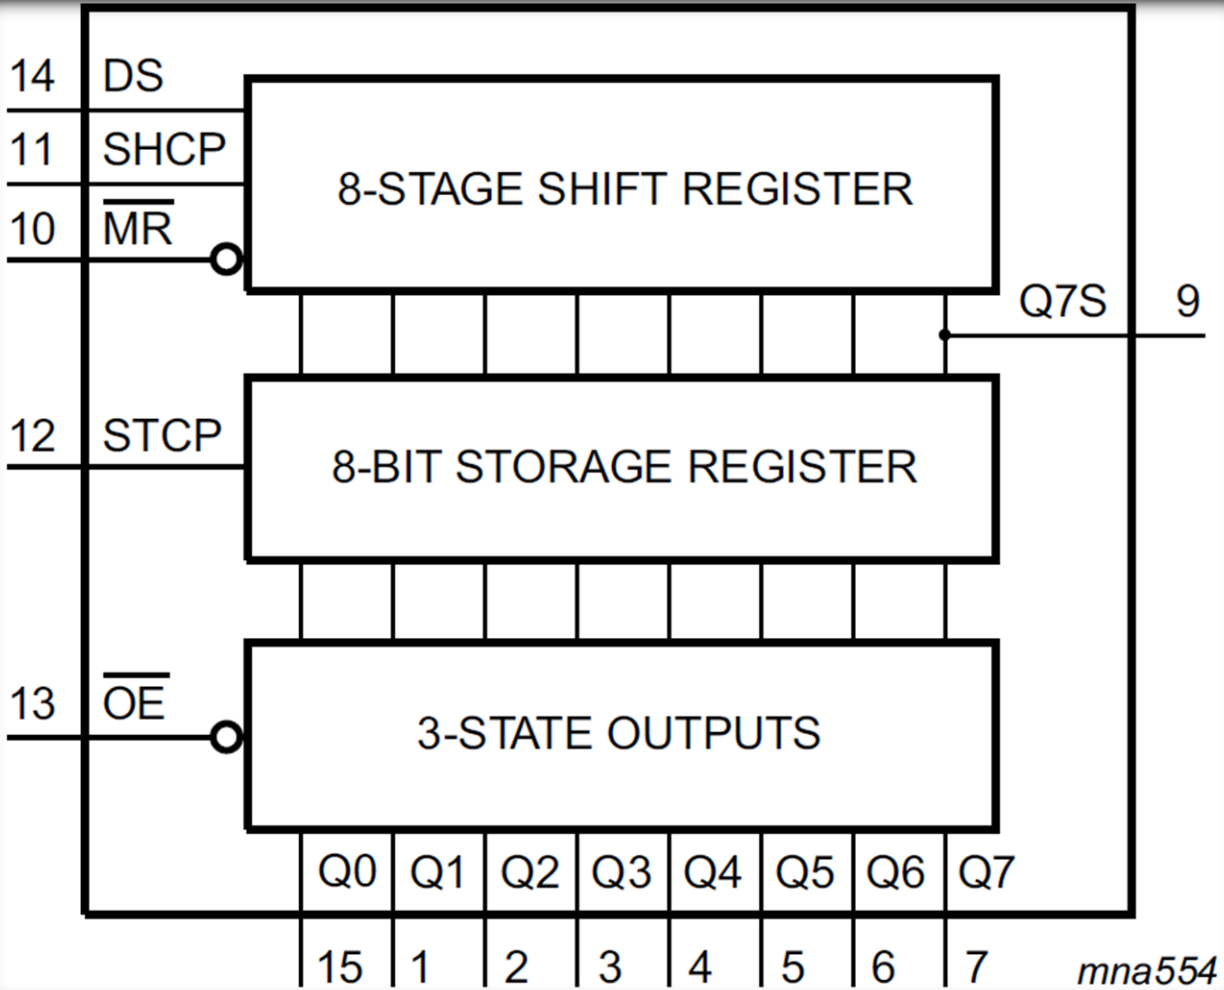 14 DS
11 SHCP
8-STAGE SHIFT REGISTER
10 MR
Q7S 9
12 STCP
8-BIT STORAGE REGISTER
13 OE
3-STATE OUTPUTS
Q0 Q1 Q2 Q3 Q4 Q5 Q6 Q7
15 1 2 3 4 5 6 7
mna554